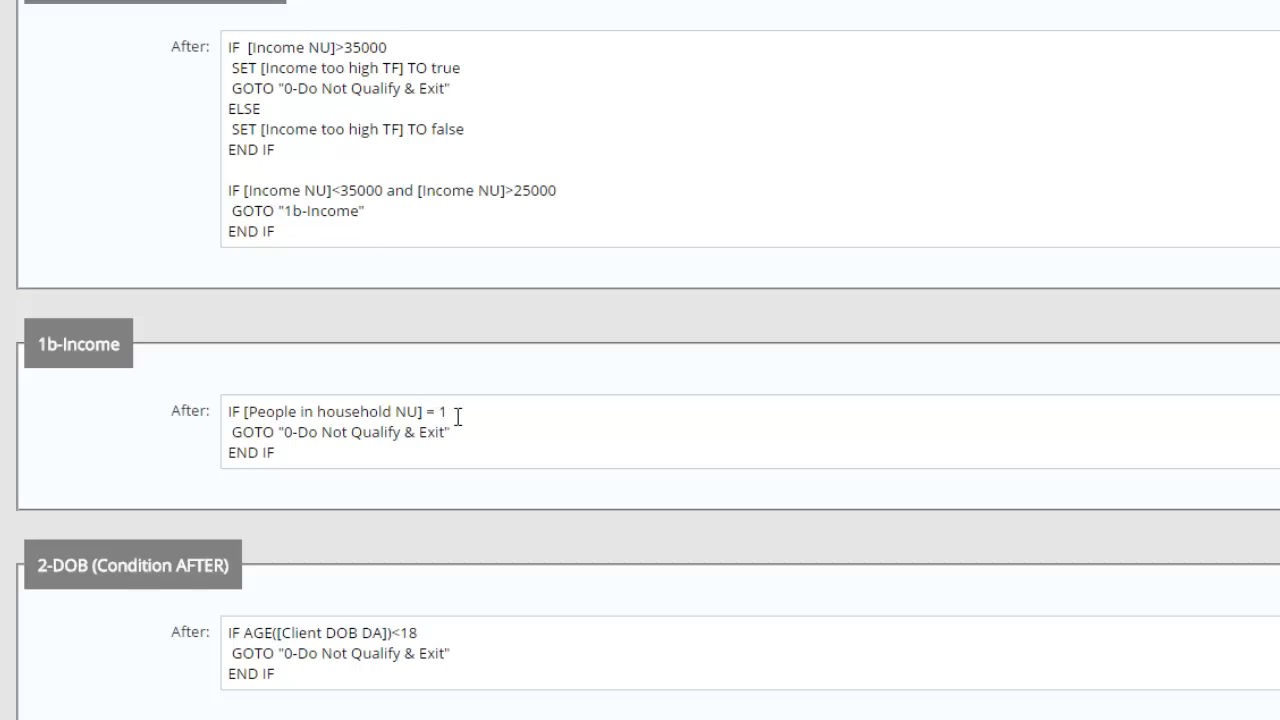 After:
IF  [Income NU]>35000
 SET [Income too high TF] TO true
 GOTO "0-Do Not Qualify & Exit"
ELSE
 SET [Income too high TF] TO false
END IF

IF [Income NU]<35000 and [Income NU]>25000
 GOTO "1b-Income"
END IF
1b-Income
After:
IF [People in household NU] = 1
 GOTO "0-Do Not Qualify & Exit"
END IF
2-DOB (Condition AFTER)
After:
IF AGE([Client DOB DA])<18
 GOTO "0-Do Not Qualify & Exit"
END IF